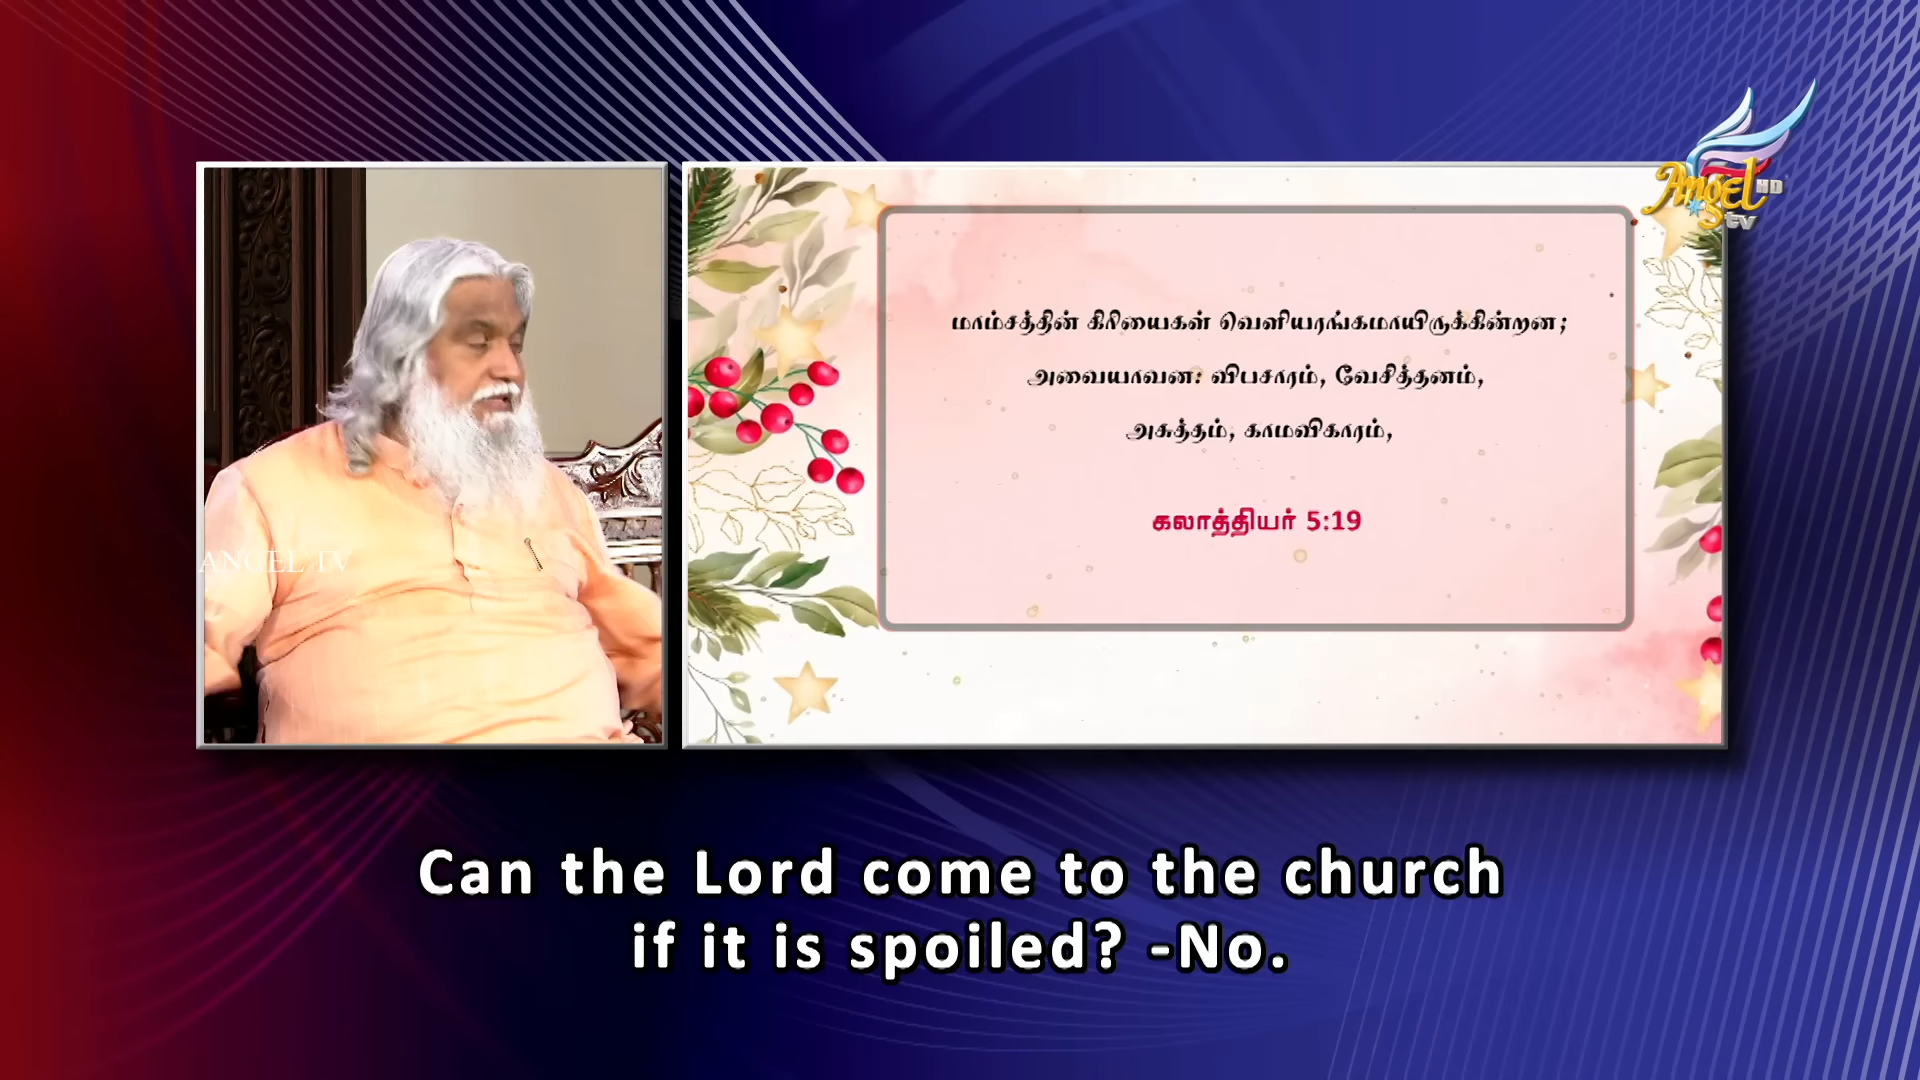 Angel HD
tv
மாம்சத்தின் கிரியைகள் வெளியரங்கமாயிருக்கின்றன;
அவையாவன: விபசாரம், வேசித்தனம்,
அசுத்தம், காமவிகாரம்,
கலாத்தியர் 5:19
ANGEL TV
Can the Lord come to the church
if it is spoiled? -No.